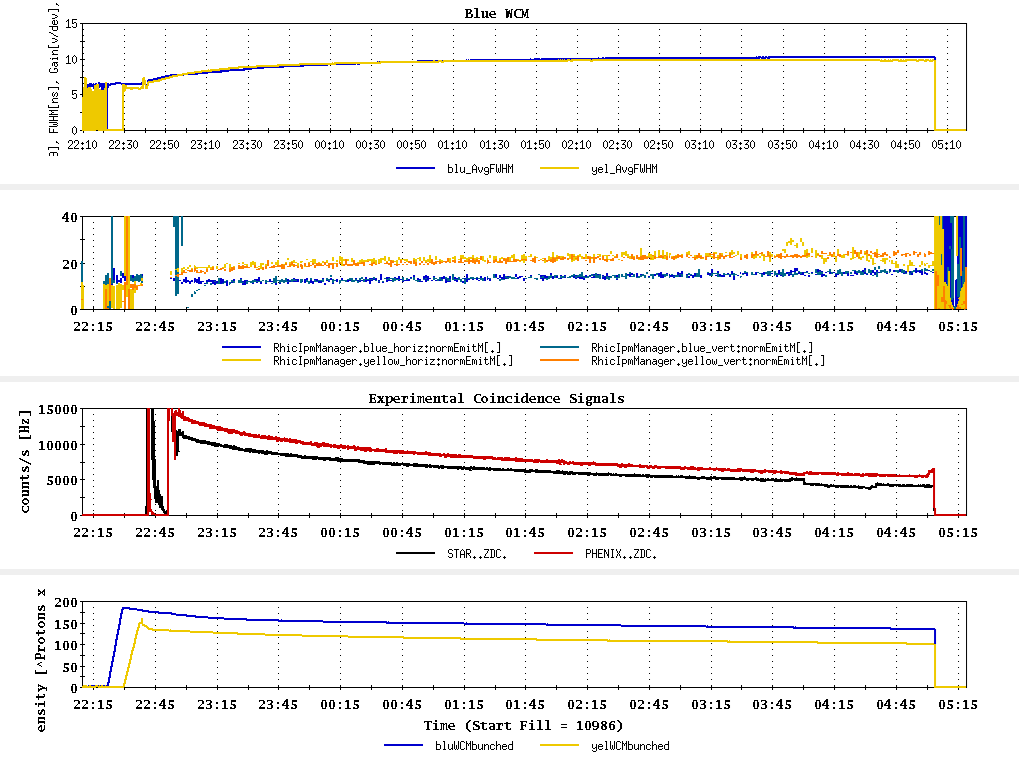 Blue WCM
3], FWHM[ns], Gain[v/dev],
15
10
5
0
22:10 22:30 22:50 23:10 23:30 23:50 00:10 00:30 00:50 01:10 01:30 01:50 02:10 02:30 02:50 03:10 03:30 03:50 04:10 04:30 04:50 05:10
blu_AvgFWHM yel_AvgFWHM
40
20
0
22:15 22:45 23:15 23:45 00:15 00:45 01:15 01:45 02:15 02:45 03:15 03:45 04:15 04:45 05:15
RhicIpmManager.blue_horiz:normEmitM[.] RhicIpmManager.blue_vert:normEmitM[.]
RhicIpmManager.yellow_horiz:normEmitM[.] RhicIpmManager.yellow_vert:normEmitM[.]
Experimental Coincidence Signals
counts/s [Hz]
15000
10000
5000
0
22:15 22:45 23:15 23:45 00:15 00:45 01:15 01:45 02:15 02:45 03:15 03:45 04:15 04:45 05:15
STAR..ZDC. PHENIX..ZDC.
ensity [^Protons x
200
150
100
50
0
22:15 22:45 23:15 23:45 00:15 00:45 01:15 01:45 02:15 02:45 03:15 03:45 04:15 04:45 05:15
Time (Start Fill = 10986)
bluWCMbunched yelWCMbunched